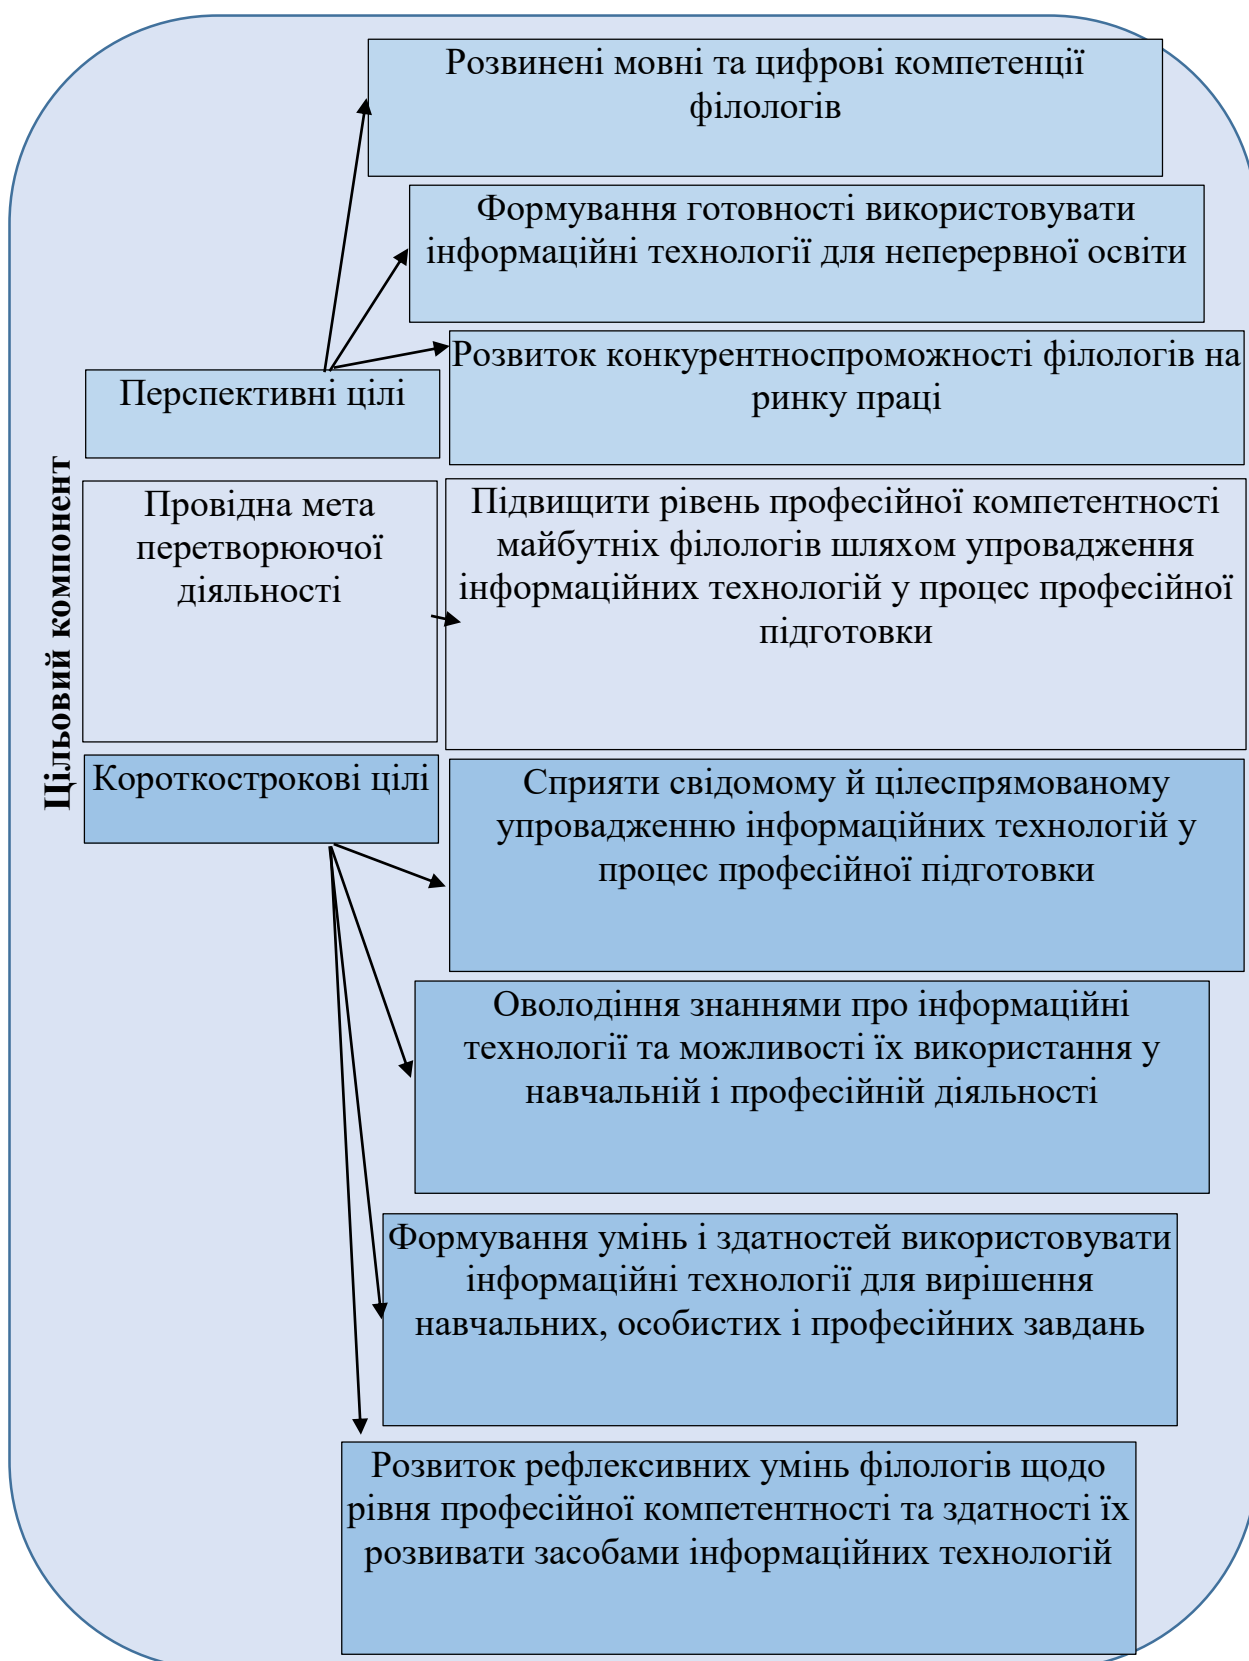 Розвинені мовні та цифрові компетенції
філологів
Формування готовності використовувати
інформаційні технології для неперервної освіти
Розвиток конкурентноспроможності філологів на
ринку праці
Перспективні цілі
Цільовий компонент
Провідна мета
перетворюючої
діяльності
Підвищити рівень професійної компетентності
майбутніх філологів шляхом упровадження
інформаційних технологій у процес професійної
підготовки
Короткострокові цілі
Сприяти свідомому й цілеспрямованому
упровадженню інформаційних технологій у
процес професійної підготовки
Оволодіння знаннями про інформаційні
технології та можливості їх використання у
навчальній і професійній діяльності
Формування умінь і здатностей використовувати
інформаційні технології для вирішення
навчальних, особистих і професійних завдань
Розвиток рефлексивних умінь філологів щодо
рівня професійної компетентності та здатності їх
розвивати засобами інформаційних технологій